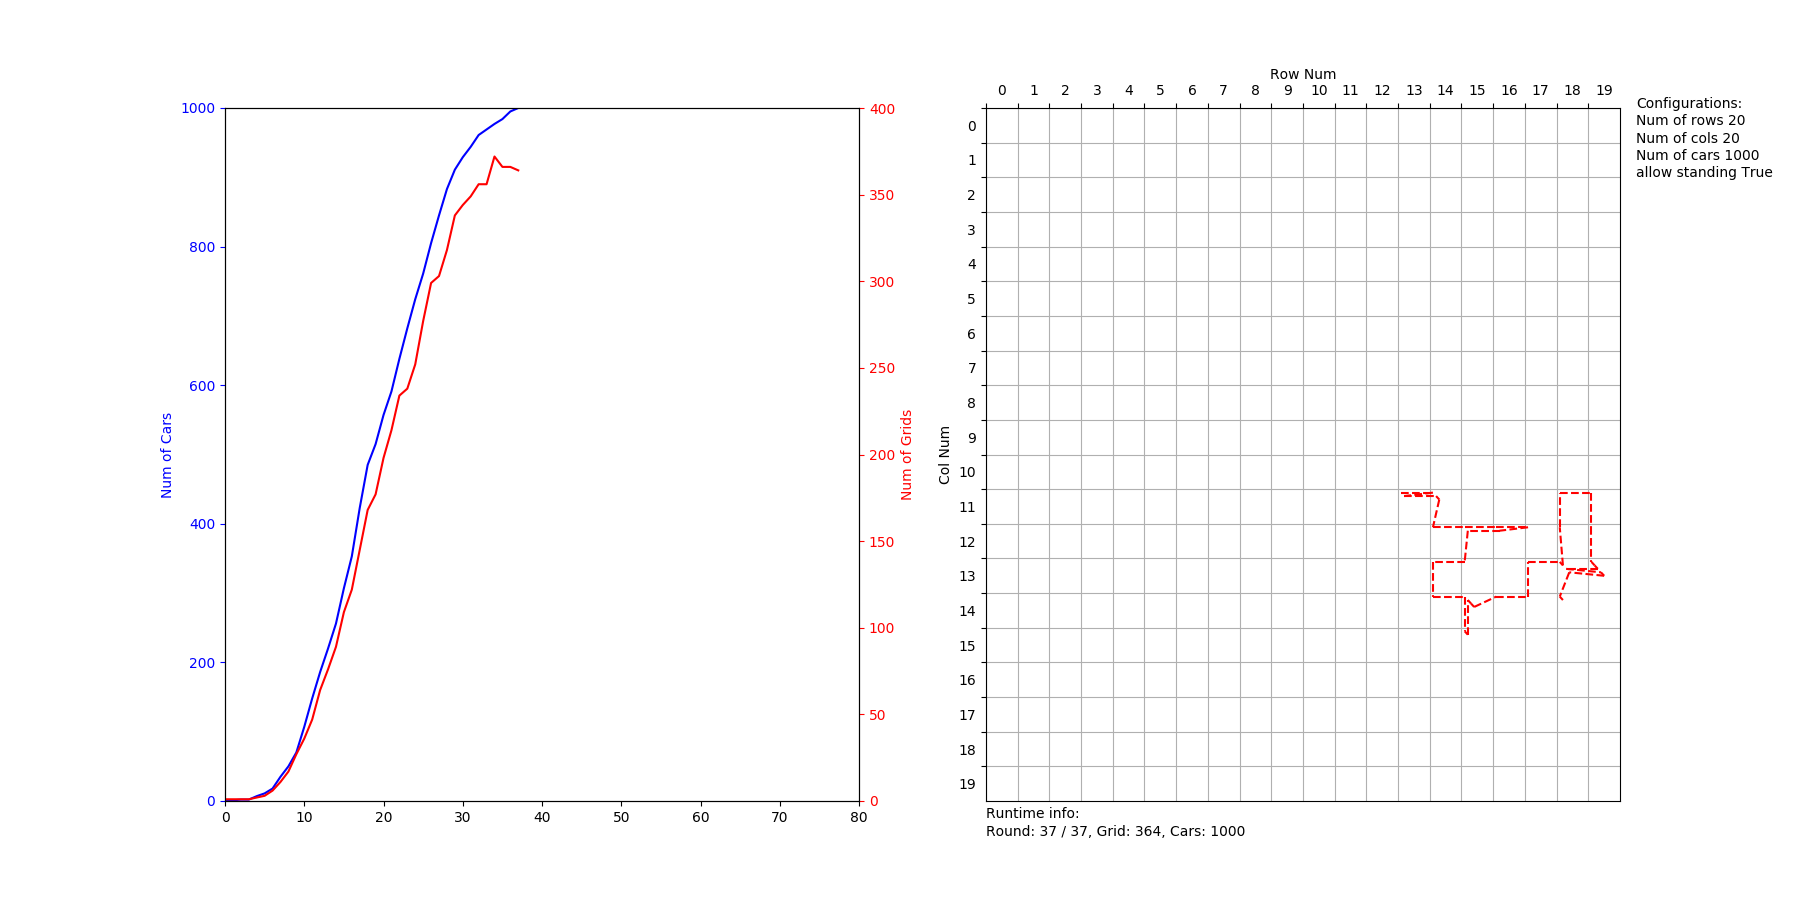 Num of Cars
1000
800
600
400
200
0
0 10 20 30 40 50 60 70 80
400
350
300
250
200
150
100
50
0
Num of Grids
Row Num
0 1 2 3 4 5 6 7 8 9 10 11 12 13 14 15 16 17 18 19
Col Num
0
1
2
3
4
5
6
7
8
9
10
11
12
13
14
15
16
17
18
19
Configurations:
Num of rows 20
Num of cols 20
Num of cars 1000
allow standing True
Runtime info:
Round: 37 / 37, Grid: 364, Cars: 1000